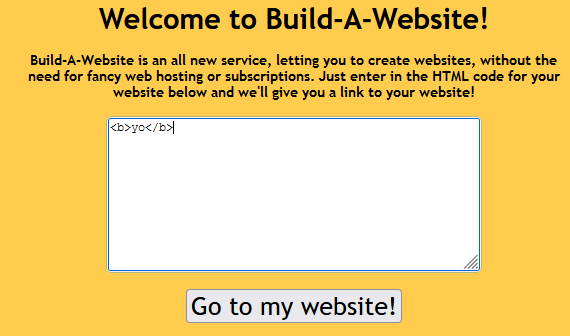 Welcome to Build-A-Website!
Build-A-Website is an all new service, letting you to create websites, without the
need for fancy web hosting or subscriptions. Just enter in the HTML code for your
website below and we'll give you a link to your website!
<b>yo</b>
Go to my website!